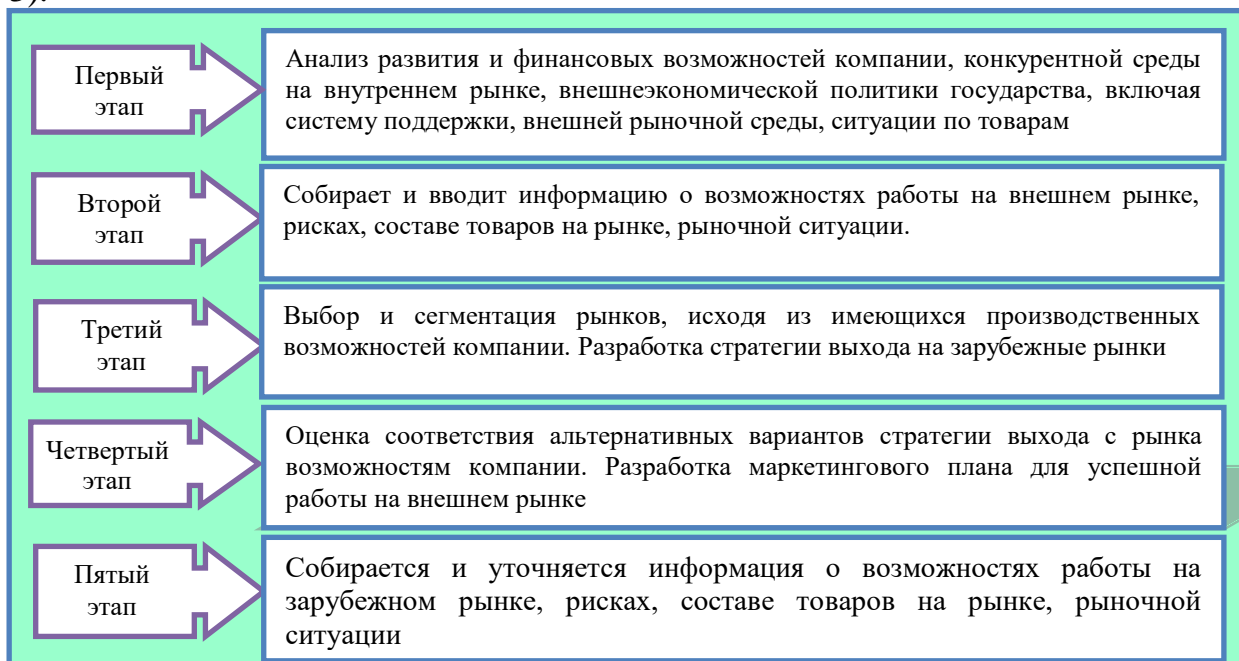 3).
Первый
этап
Анализ развития и финансовых возможностей компании, конкурентной среды
на внутреннем рынке, внешнеэкономической политики государства, включая
систему поддержки, внешней рыночной среды, ситуации по товарам
Второй
этап
Собирает и вводит информацию о возможностях работы на внешнем рынке,
рисках, составе товаров на рынке, рыночной ситуации.
Третий
этап
Выбор и сегментация рынков, исходя из имеющихся производственных
возможностей компании. Разработка стратегии выхода на зарубежные рынки
Четвертый
этап
Оценка соответствия альтернативных вариантов стратегии выхода с рынка
возможностям компании. Разработка маркетингового плана для успешной
работы на внешнем рынке
Пятый
этап
Собирается и уточняется информация о возможностях работы на
зарубежном рынке, рисках, составе товаров на рынке, рыночной
ситуации